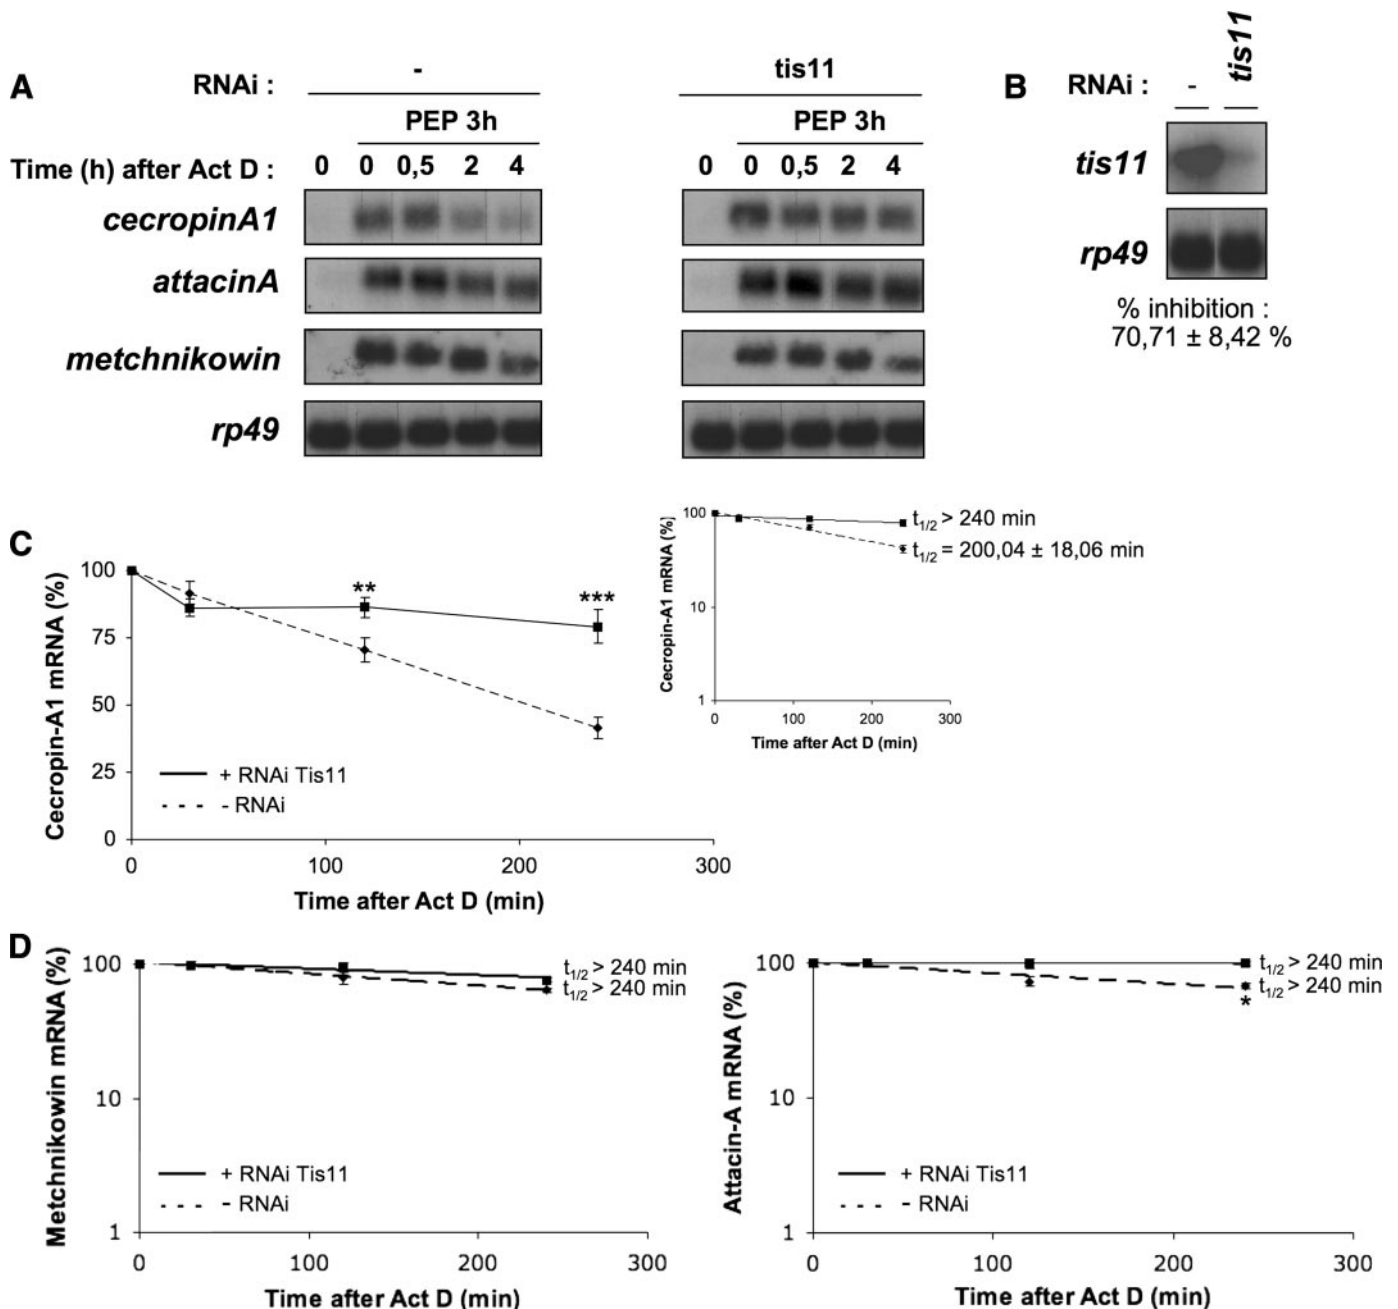 A
RNAi :
-
tis11
PEP 3h
PEP 3h
Time (h) after Act D :
0 0 0,5 2 4
0 0 0,5 2 4
cecropinA1
attacinA
metchnikowin
rp49
B
RNAi :
-
tis11
tis11
rp49
% inhibition :
70,71 ± 8,42 %
C
Cecropin-A1 mRNA (%)
100
75
50
25
0
**
***
+ RNAi Tis11
- RNAi
0 100 200 300
Time after Act D (min)
Cecropin-A1 mRNA (%)
100
10
1
t1/2 > 240 min
t1/2 = 200,04 ± 18,06 min
0 100 200 300
Time after Act D (min)
D
Metchnikowin mRNA (%)
100
10
1
t1/2 > 240 min
t1/2 > 240 min
+ RNAi Tis11
- RNAi
0 100 200 300
Time after Act D (min)
Attacin-A mRNA (%)
100
10
1
t1/2 > 240 min
t1/2 > 240 min
*
+ RNAi Tis11
- RNAi
0 100 200 300
Time after Act D (min)